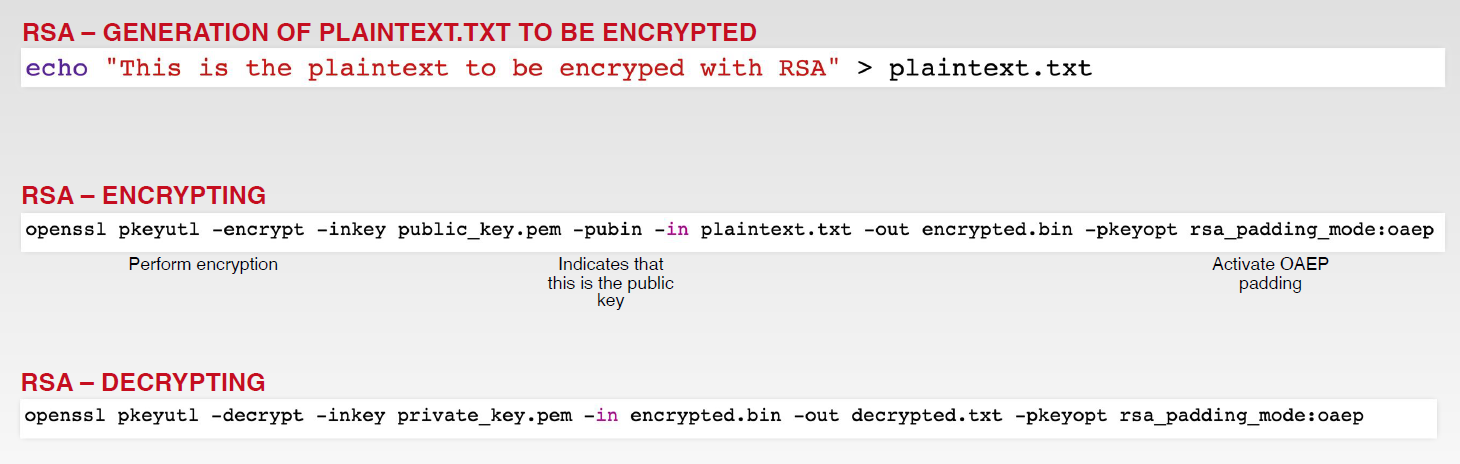 RSA – GENERATION OF PLAINTEXT.TXT TO BE ENCRYPTED
echo "This is the plaintext to be encryped with RSA" > plaintext.txt
RSA – ENCRYPTING
openssl pkeyutl -encrypt -inkey public_key.pem -pubin -in plaintext.txt -out encrypted.bin -pkeyopt rsa_padding_mode:oaep
Perform encryption
Indicates that
this is the public
key
Activate OAEP
padding
RSA – DECRYPTING
openssl pkeyutl -decrypt -inkey private_key.pem -in encrypted.bin -out decrypted.txt -pkeyopt rsa_padding_mode:oaep